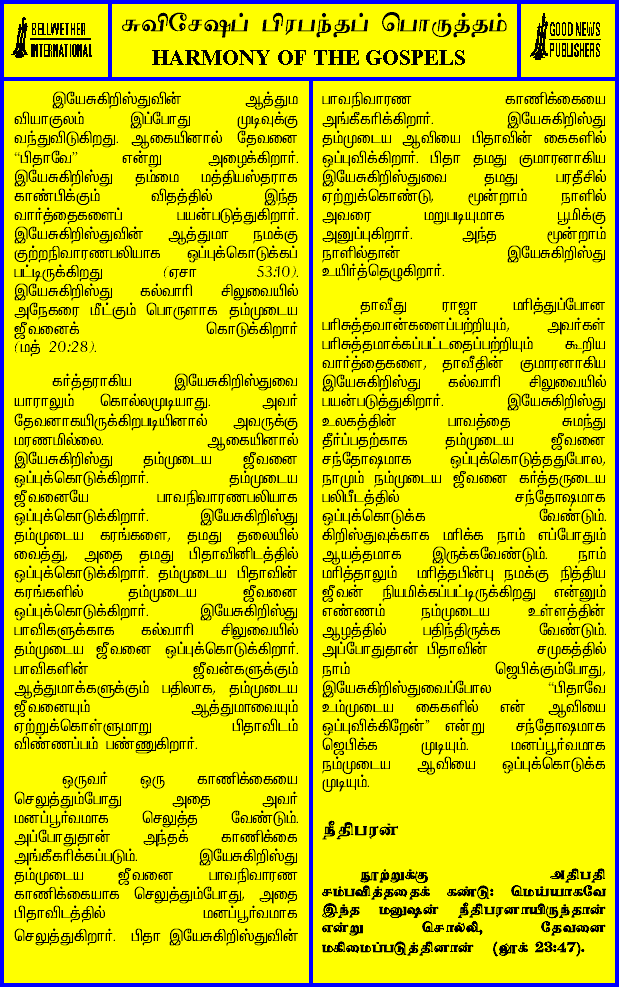 BELLWETHER
INTERNATIONAL
சுவிசேஷப் பிரபந்தப் பொருத்தம்
HARMONY OF THE GOSPELS
GOOD NEWS
PUBLISHERS
இயேசுகிறிஸ்துவின் ஆத்தும
வியாகுலம் இப்போது முடிவுக்கு
வந்துவிடுகிறது. ஆகையினால் தேவனை
“பிதாவே” என்று அழைக்கிறார்.
இயேசுகிறிஸ்து தம்மை மத்தியஸ்தராக
காண்பிக்கும் விதத்தில் இந்த
வார்த்தைகளைப் பயன்படுத்துகிறார்.
இயேசுகிறிஸ்துவின் ஆத்துமா நமக்கு
குற்றநிவாரணபலியாக ஒப்புக்கொடுக்கப்
பட்டிருக்கிறது (ஏசா 53:10).
இயேசுகிறிஸ்து கல்வாரி சிலுவையில்
அநேகரை மீட்கும் பொருளாக தம்முடைய
ஜீவனைக் கொடுக்கிறார்
(மத் 20:28).
கர்த்தராகிய இயேசுகிறிஸ்துவை
யாராலும் கொல்லமுடியாது. அவர்
தேவனாகயிருக்கிறபடியினால் அவருக்கு
மரணமில்லை. ஆகையினால்
இயேசுகிறிஸ்து தம்முடைய ஜீவனை
ஒப்புக்கொடுக்கிறார். தம்முடைய
ஜீவனையே பாவநிவாரணபலியாக
ஒப்புக்கொடுக்கிறார். இயேசுகிறிஸ்து
தம்முடைய கரங்களை, தமது தலையில்
வைத்து, அதை தமது பிதாவினிடத்தில்
ஒப்புக்கொடுக்கிறார். தம்முடைய பிதாவின்
கரங்களில் தம்முடைய ஜீவனை
ஒப்புக்கொடுக்கிறார். இயேசுகிறிஸ்து
பாவிகளுக்காக கல்வாரி சிலுவையில்
தம்முடைய ஜீவனை ஒப்புக்கொடுக்கிறார்.
பாவிகளின் ஜீவன்களுக்கும்
ஆத்துமாக்களுக்கும் பதிலாக, தம்முடைய
ஜீவனையும் ஆத்துமாவையும்
ஏற்றுக்கொள்ளுமாறு பிதாவிடம்
விண்ணப்பம் பண்ணுகிறார்.
ஒருவர் ஒரு காணிக்கையை
செலுத்தும்போது அதை அவர்
மனப்பூர்வமாக செலுத்த வேண்டும்.
அப்போதுதான் அந்தக் காணிக்கை
அங்கீகரிக்கப்படும். இயேசுகிறிஸ்து
தம்முடைய ஜீவனை பாவநிவாரண
காணிக்கையாக செலுத்தும்போது, அதை
பிதாவிடத்தில் மனப்பூர்வமாக
செலுத்துகிறார். பிதா இயேசுகிறிஸ்துவின்
பாவநிவாரண காணிக்கையை
அங்கீகரிக்கிறார். இயேசுகிறிஸ்து
தம்முடைய ஆவியை பிதாவின் கைகளில்
ஒப்புவிக்கிறார். பிதா தமது குமாரனாகிய
இயேசுகிறிஸ்துவை தமது பரதீசில்
ஏற்றுக்கொண்டு, மூன்றாம் நாளில்
அவரை மறுபடியுமாக பூமிக்கு
அனுப்புகிறார். அந்த மூன்றாம்
நாளில்தான் இயேசுகிறிஸ்து
உயிர்த்தெழுகிறார்.
தாவீது ராஜா மரித்துப்போன
பரிசுத்தவான்களைப்பற்றியும், அவர்கள்
பரிசுத்தமாக்கப்பட்டதைப்பற்றியும் கூறிய
வார்த்தைகளை, தாவீதின் குமாரனாகிய
இயேசுகிறிஸ்து கல்வாரி சிலுவையில்
பயன்படுத்துகிறார். இயேசுகிறிஸ்து
உலகத்தின் பாவத்தை சுமந்து
தீர்ப்பதற்காக தம்முடைய ஜீவனை
சந்தோஷமாக ஒப்புக்கொடுத்ததுபோல,
நாமும் நம்முடைய ஜீவனை கர்த்தருடைய
பலிபீடத்தில் சந்தோஷமாக
ஒப்புக்கொடுக்க வேண்டும்.
கிறிஸ்துவுக்காக மரிக்க நாம் எப்போதும்
ஆயத்தமாக இருக்கவேண்டும். நாம்
மரித்தாலும் மரித்தபின்பு நமக்கு நித்திய
ஜீவன் நியமிக்கப்பட்டிருக்கிறது என்னும்
எண்ணம் நம்முடைய உள்ளத்தின்
ஆழத்தில் பதிந்திருக்க வேண்டும்.
அப்போதுதான் பிதாவின் சமுகத்தில்
நாம் ஜெபிக்கும்போது,
இயேசுகிறிஸ்துவைப்போல “பிதாவே
உம்முடைய கைகளில் என் ஆவியை
ஒப்புவிக்கிறேன்” என்று சந்தோஷமாக
ஜெபிக்க முடியும். மனப்பூர்வமாக
நம்முடைய ஆவியை ஒப்புக்கொடுக்க
முடியும்.
நீதிபரன்
நூற்றுக்கு அதிபதி
சம்பவித்ததைக் கண்டு: மெய்யாகவே
இந்த மனுஷன் நீதிபரனாயிருந்தான்
என்று சொல்லி, தேவனை
மகிமைப்படுத்தினான் (லூக் 23:47).